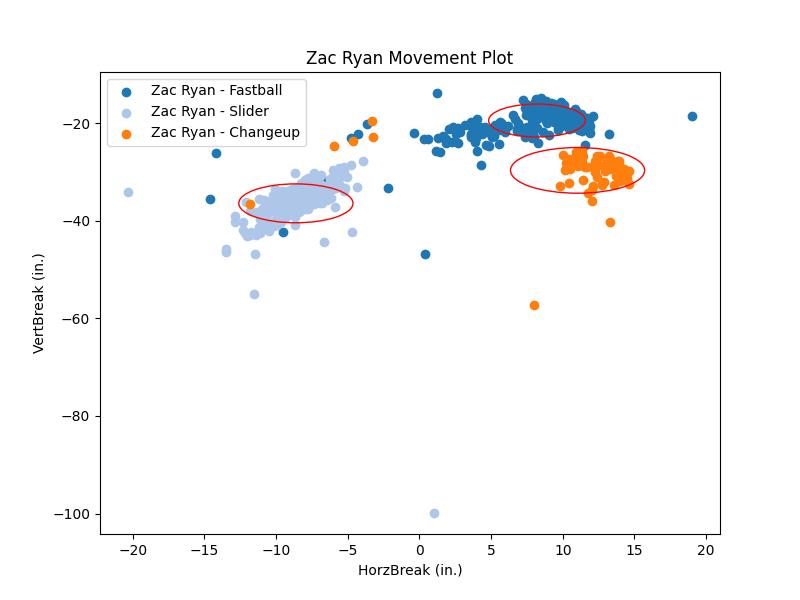 Zac Ryan Movement Plot
Zac Ryan - Fastball
Zac Ryan - Slider
Zac Ryan - Changeup
VertBreak (in.)
−20
−40
−60
−80
−100
−20
−15
−10
−5
0
5
10
15
20
HorzBreak (in.)